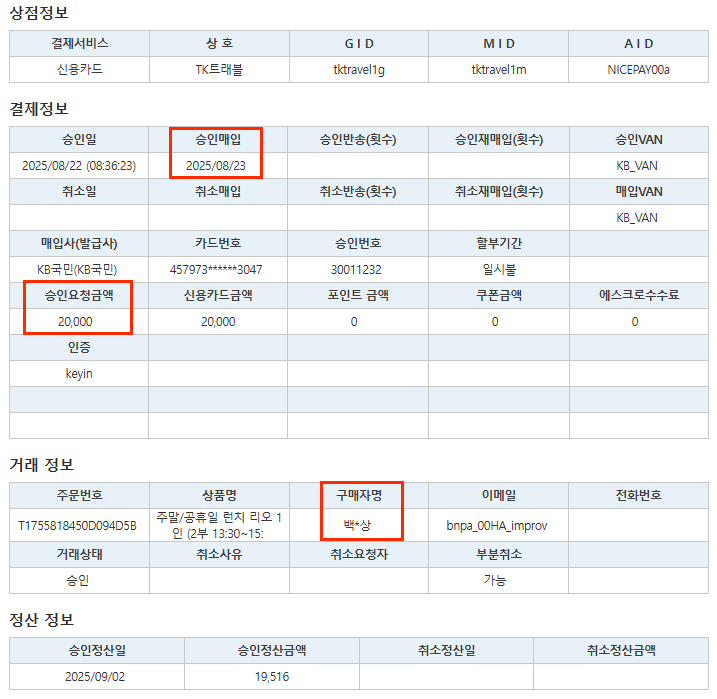 상점정보
결제서비스 상 호 G I D M I D A I D
신용카드 TK트래블 tktravel1g tktravel1m NICEPAY00a
결제정보
승인일 승인매입 승인반송(횟수) 승인재매입(횟수) 승인VAN
2025/08/22 (08:36:23) 2025/08/23 KB_VAN
취소일 취소매입 취소반송(횟수) 취소재매입(횟수) 매입VAN
KB_VAN
매입사(발급사) 카드번호 승인번호 할부기간
KB국민(KB국민) 457973******3047 30011232 일시불
승인요청금액 신용카드금액 포인트 금액 쿠폰금액 에스크로수수료
20,000 20,000 0 0 0
인증
keyin
거래 정보
주문번호 상품명 구매자명 이메일 전화번호
T1755818450D094D5B 주말/공휴일 런치 리오 1 백*상 bnpa_00HA_improv
인 (2부 13:30~15:
거래상태 취소사유 취소요청자 부분취소
승인 가능
정산 정보
승인정산일 승인정산금액 취소정산일 취소정산금액
2025/09/02 19,516